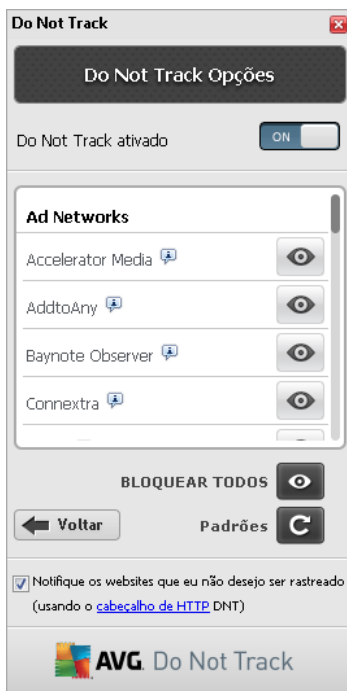 Do Not Track
Do Not Track Opções
Do Not Track ativado
ON
Ad Networks
Accelerator Media
AddtoAny
Baynote Observer
Connextra
BLOQUEAR TODOS
Voltar
Padrões
Notifique os websites que eu não desejo ser rastreado
(usando o cabeçalho de HTTP DNT)
AVG. Do Not Track